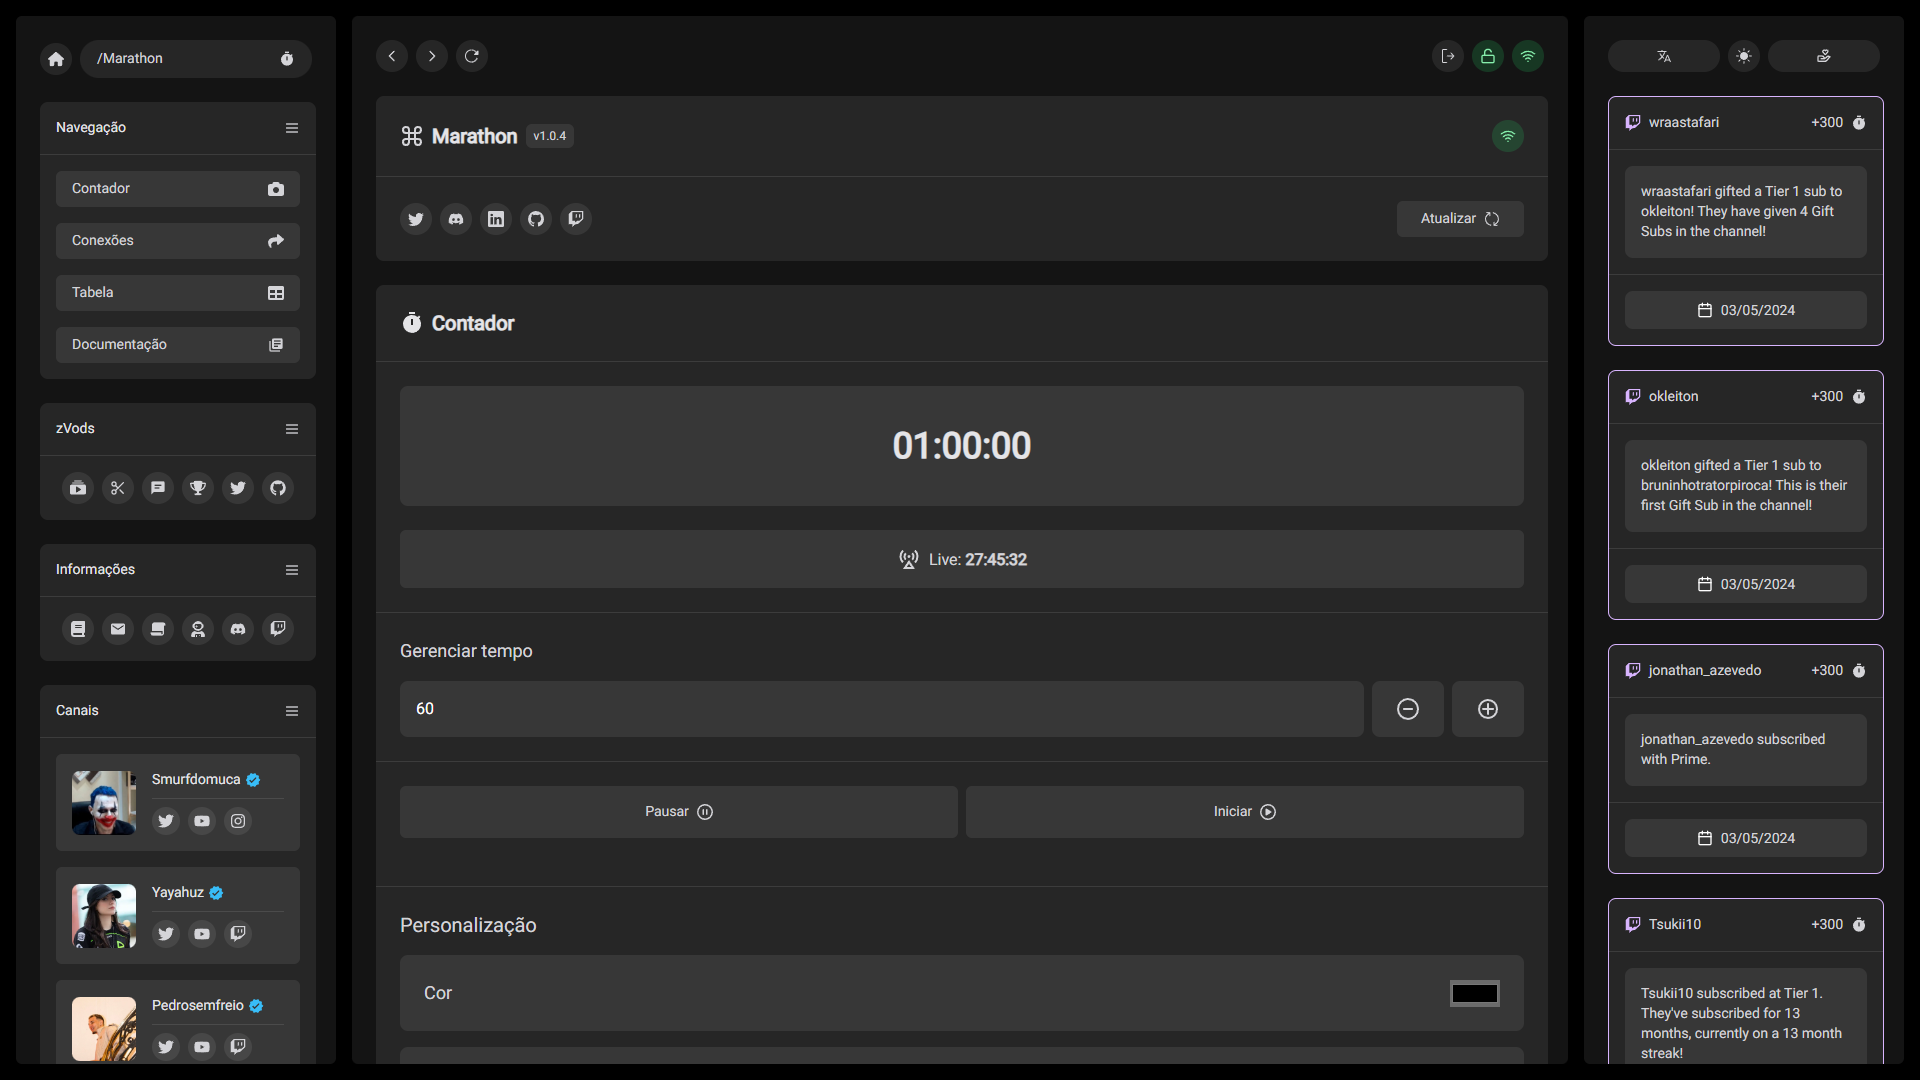 /Marathon
Navegação
Contador
Conexões
Tabela
Documentação
zVods
Informações
Canais
Smurfdomuca
Yayahuz
Pedrosemfreio
Marathon v1.0.4
Atualizar
Contador
01:00:00
Live: 27:45:32
Gerenciar tempo
60
Pausar
Iniciar
Personalização
Cor
wraastafari +300
wraastafari gifted a Tier 1 sub to
okleiton! They have given 4 Gift
Subs in the channel!
03/05/2024
okleiton +300
okleiton gifted a Tier 1 sub to
bruninhotratorpiroca! This is their
first Gift Sub in the channel!
03/05/2024
jonathan_azevedo +300
jonathan_azevedo subscribed
with Prime.
03/05/2024
Tsukii10 +300
Tsukii10 subscribed at Tier 1.
They've subscribed for 13
months, currently on a 13 month
streak!